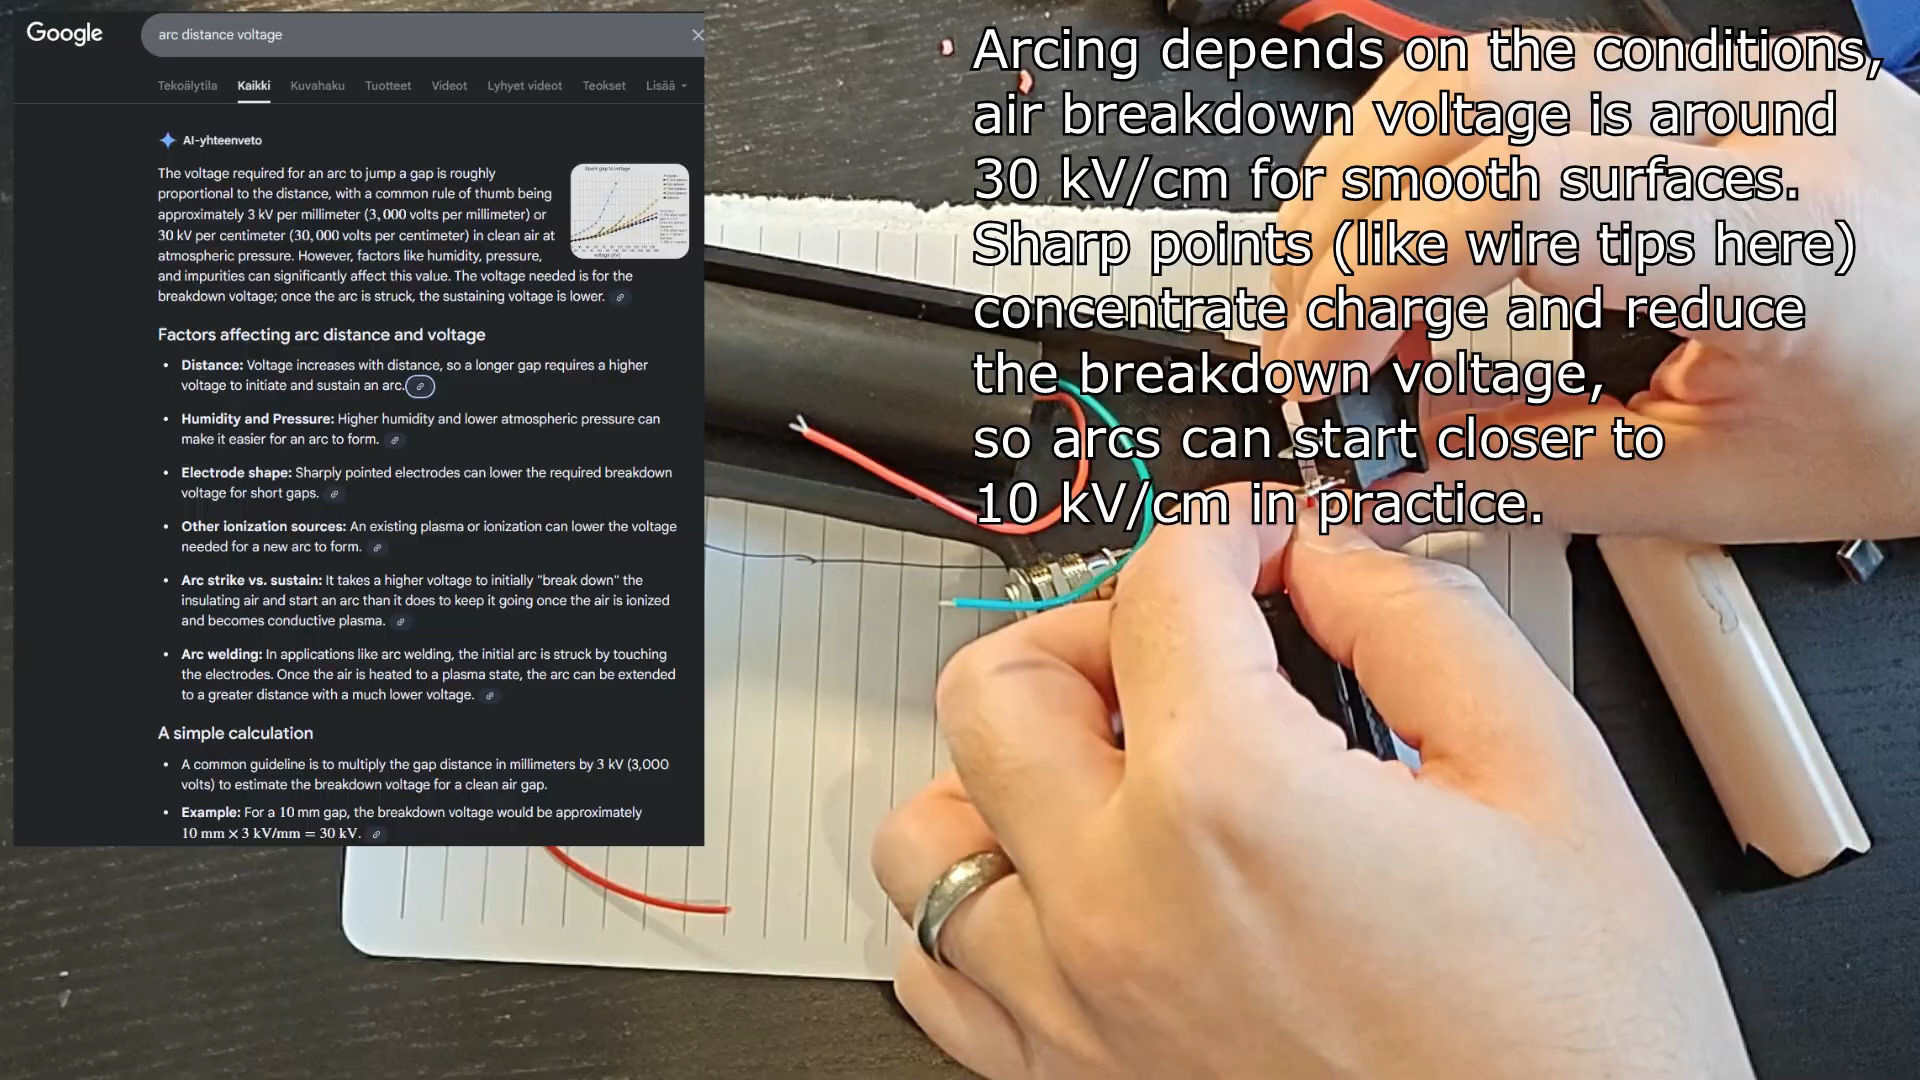 Google
arc distance voltage
Tekoälytila Kaikki Kuvahaku Tuotteet Videot Lyhyet videot Teokset Lisää
AI-yhteenveto
The voltage required for an arc to jump a gap is roughly
proportional to the distance, with a common rule of thumb being
approximately 3 kV per millimeter (3,000 volts per millimeter) or
30 kV per centimeter (30,000 volts per centimeter) in clean air at
atmospheric pressure. However, factors like humidity, pressure,
and impurities can significantly affect this value. The voltage needed is for the
breakdown voltage; once the arc is struck, the sustaining voltage is lower.
Factors affecting arc distance and voltage
• Distance: Voltage increases with distance, so a longer gap requires a higher
voltage to initiate and sustain an arc.
• Humidity and Pressure: Higher humidity and lower atmospheric pressure can
make it easier for an arc to form.
• Electrode shape: Sharply pointed electrodes can lower the required breakdown
voltage for short gaps.
• Other ionization sources: An existing plasma or ionization can lower the voltage
needed for a new arc to form.
• Arc strike vs. sustain: It takes a higher voltage to initially "break down" the
insulating air and start an arc than it does to keep it going once the air is ionized
and becomes conductive plasma.
• Arc welding: In applications like arc welding, the initial arc is struck by touching
the electrodes. Once the air is heated to a plasma state, the arc can be extended
to a greater distance with a much lower voltage.
A simple calculation
• A common guideline is to multiply the gap distance in millimeters by 3 kV (3,000
volts) to estimate the breakdown voltage for a clean air gap.
• Example: For a 10 mm gap, the breakdown voltage would be approximately
10 mm × 3 kV/mm = 30 kV.
Arcing depends on the conditions,
air breakdown voltage is around
30 kV/cm for smooth surfaces.
Sharp points (like wire tips here)
concentrate charge and reduce
the breakdown voltage,
so arcs can start closer to
10 kV/cm in practice.